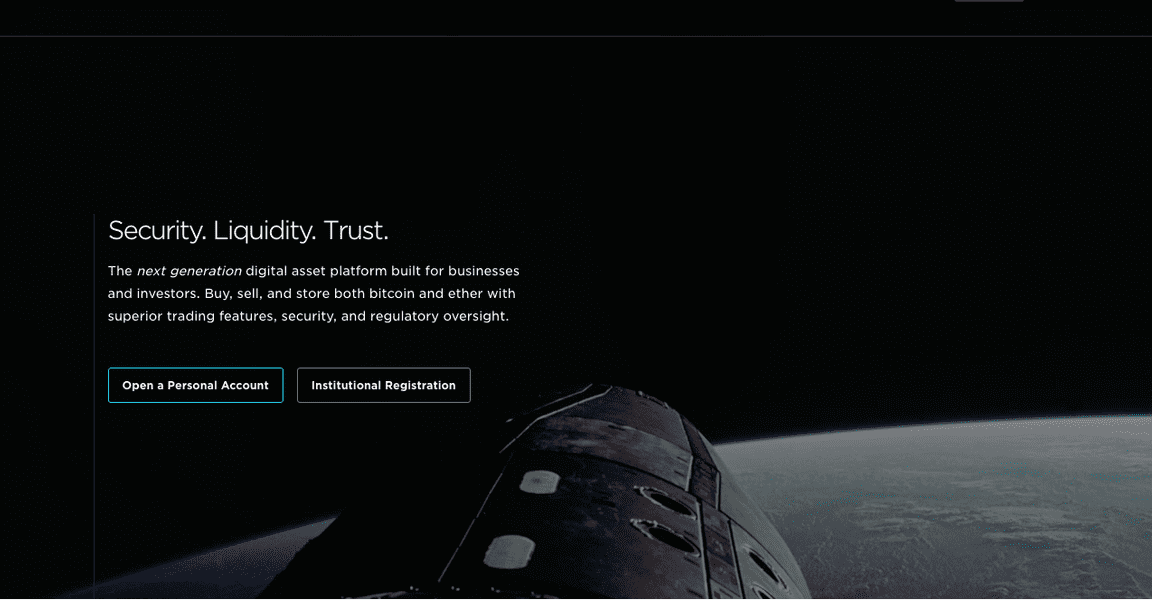 Security. Liquidity. Trust.
The next generation digital asset platform built for businesses
and investors. Buy, sell, and store both bitcoin and ether with
superior trading features, security, and regulatory oversight.
Open a Personal Account
Institutional Registration